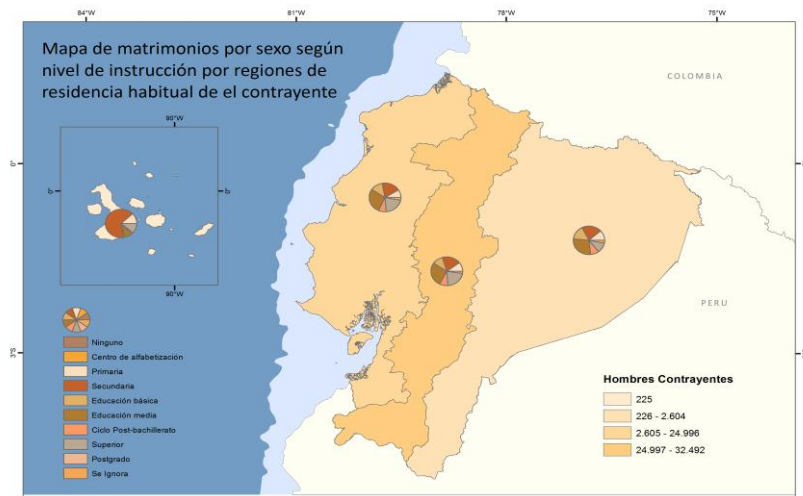 84°W
81°W
78°W
75°W
Mapa de matrimonios por sexo según
nivel de instrucción por regiones de
residencia habitual de el contrayente
COLOMBIA
90°W
0°
90°W
3°S
PERU
Ninguno
Centro de alfabetización
Primaria
Secundaria
Educación básica
Educación media
Ciclo Post-bachillerato
Superior
Postgrado
Se Ignora
Hombres Contrayentes
225
226 - 2.604
2.605 - 24.996
24.997 - 32.492